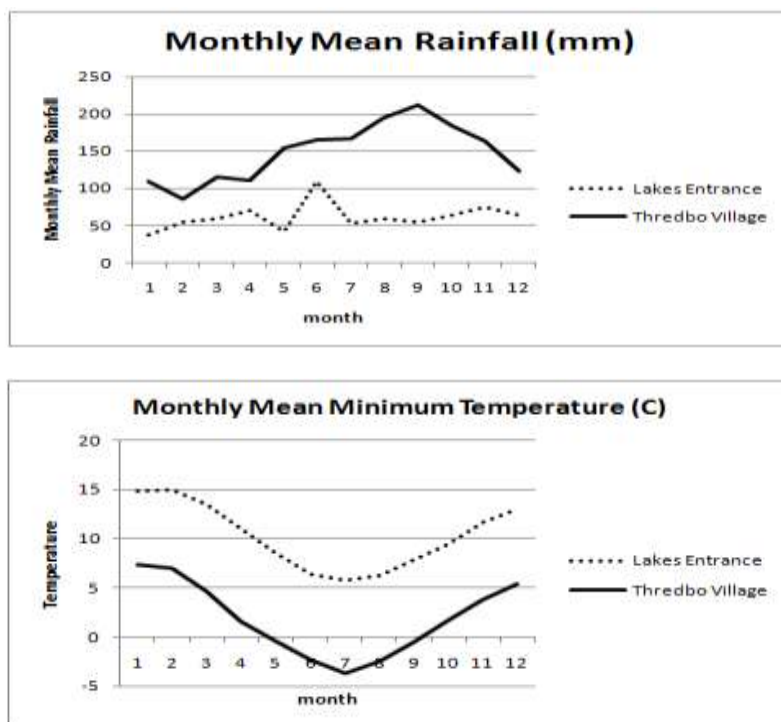 Monthly Mean Rainfall (mm)
Monthly Mean Rainfall
250
200
150
100
50
0
1 2 3 4 5 6 7 8 9 10 11 12
month
Lakes Entrance
Thredbo Village
Monthly Mean Minimum Temperature (C)
Temperature
20
15
10
5
0
-5
1 2 3 4 5 6 7 8 9 10 11 12
month
Lakes Entrance
Thredbo Village